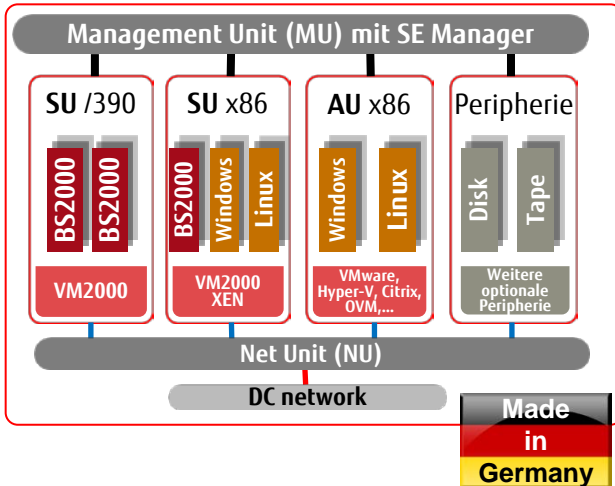 Management Unit (MU) mit SE Manager
SU /390
BS2000
BS2000
VM2000
SU x86
BS2000
Windows
Linux
VM2000
XEN
AU x86
Windows
Linux
VMware,
Hyper-V, Citrix,
OVM,...
Peripherie
Disk
Tape
Weitere
optionale
Peripherie
Net Unit (NU)
DC network
Made
in
Germany